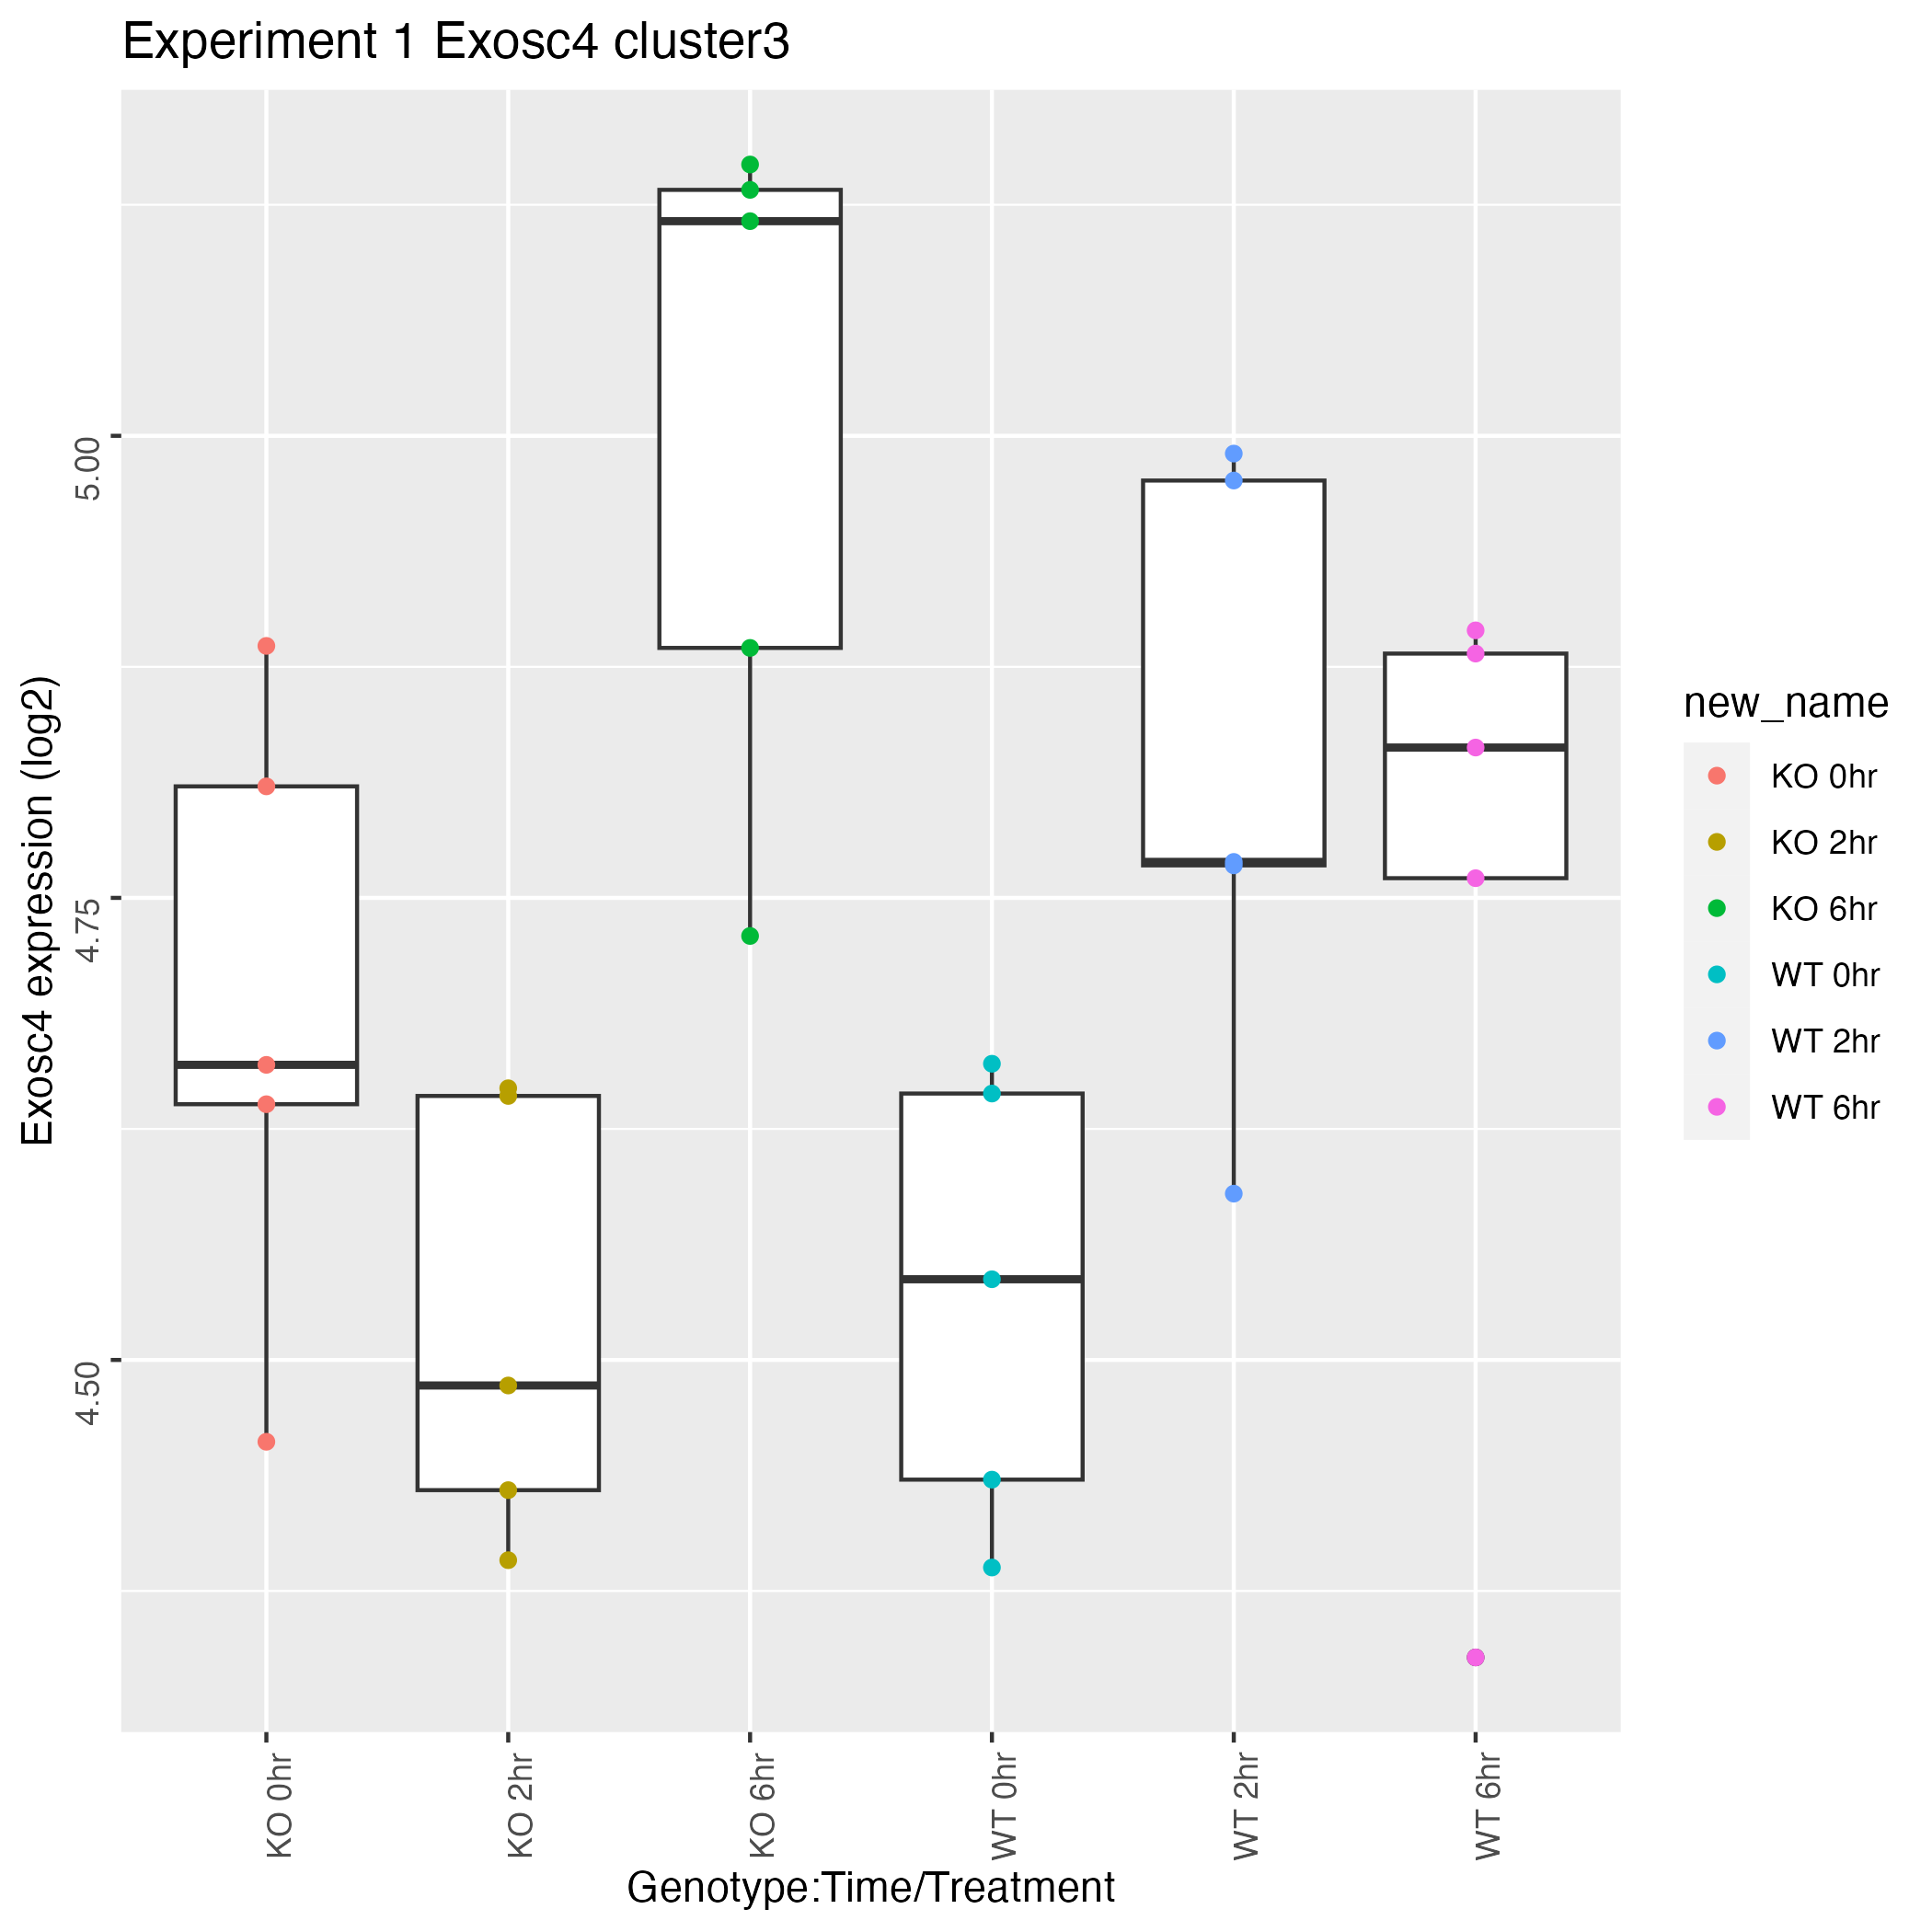 Experiment 1 Exosc4 cluster3
Exosc4 expression (log2)
5.00
4.75
4.50
KO 0hr
KO 2hr
KO 6hr
WT 0hr
WT 2hr
WT 6hr
Genotype:Time/Treatment
new_name
KO 0hr
KO 2hr
KO 6hr
WT 0hr
WT 2hr
WT 6hr